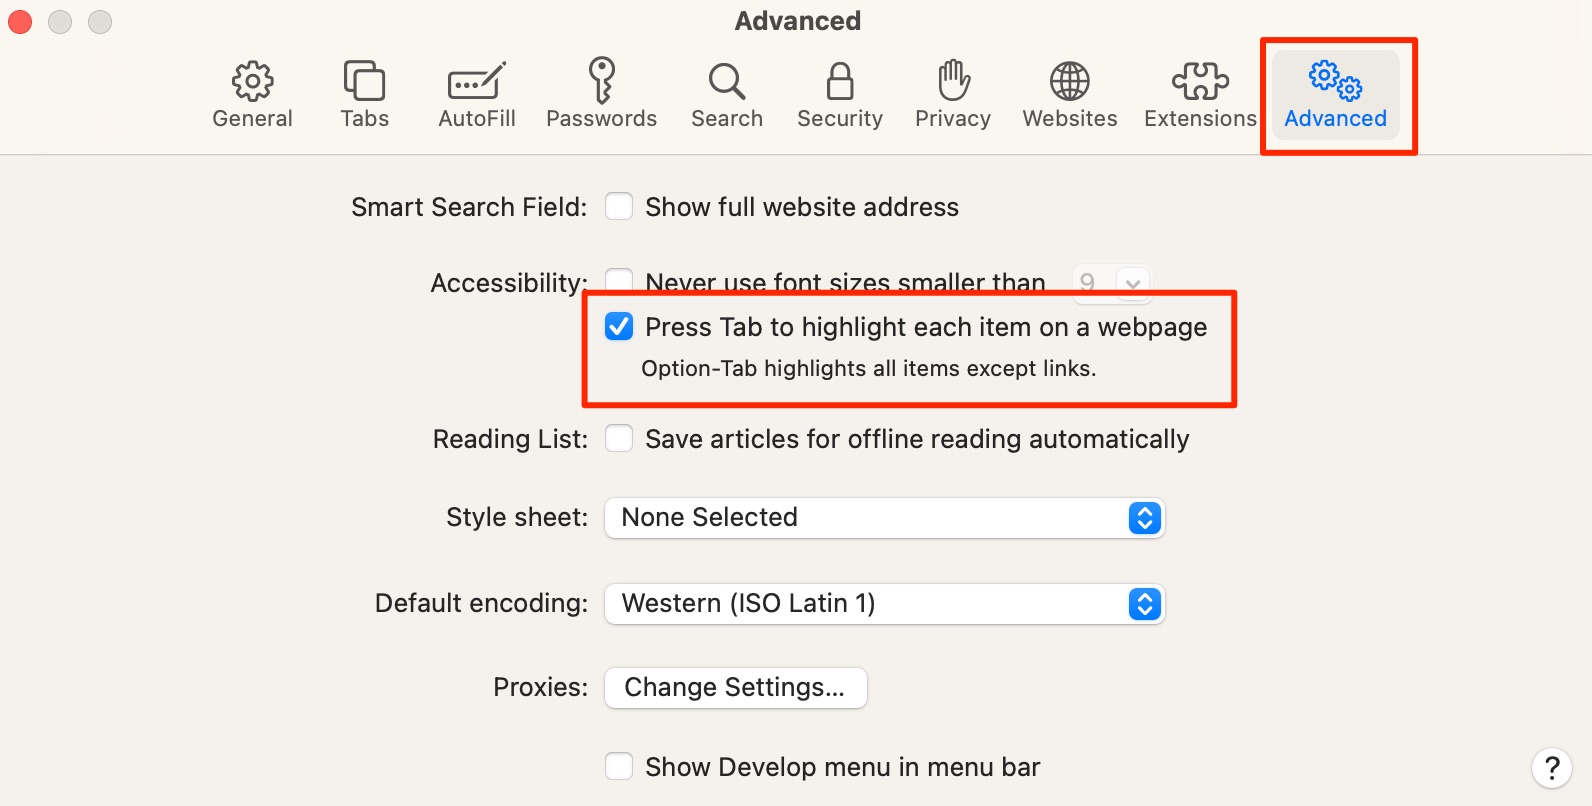 Advanced
General Tabs AutoFill Passwords Search Security Privacy Websites Extensions Advanced
Smart Search Field: Show full website address
Accessibility: Never use font sizes smaller than 9
Press Tab to highlight each item on a webpage
Option-Tab highlights all items except links.
Reading List: Save articles for offline reading automatically
Style sheet: None Selected
Default encoding: Western (ISO Latin 1)
Proxies: Change Settings...
Show Develop menu in menu bar
?